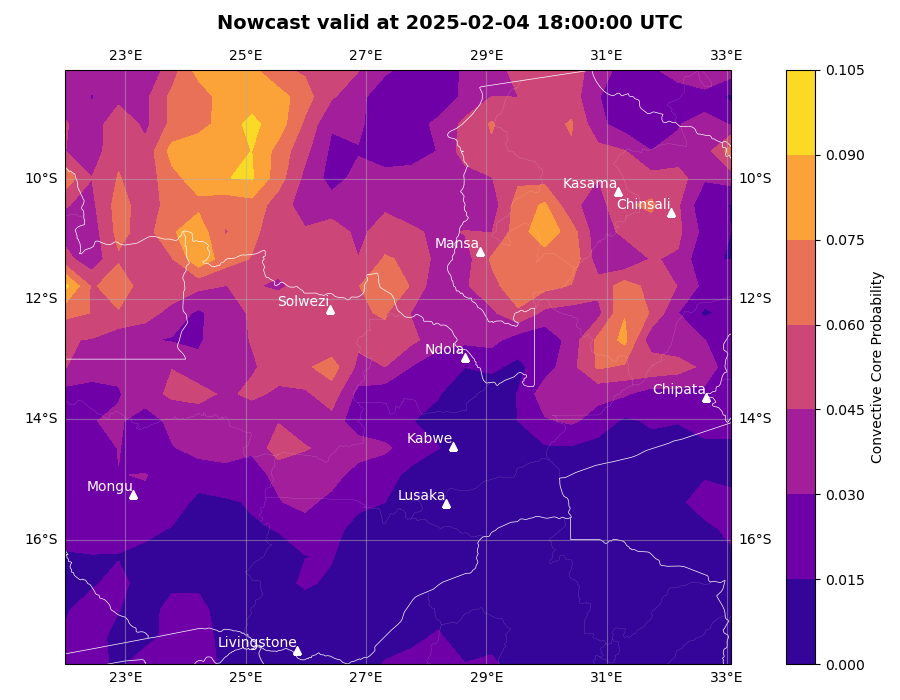 Nowcast valid at 2025-02-04 18:00:00 UTC
23°E 25°E 27°E 29°E 31°E 33°E
0.105
0.090
10°S 10°S
Kasama
Chinsali
0.075
Mansa
12°S 12°S
Solwezi
0.060
Ndola
Chipata
0.045
14°S 14°S
Kabwe
Mongu
Lusaka
0.030
16°S 16°S
0.015
Livingstone
0.000
23°E 25°E 27°E 29°E 31°E 33°E
Convective Core Probability